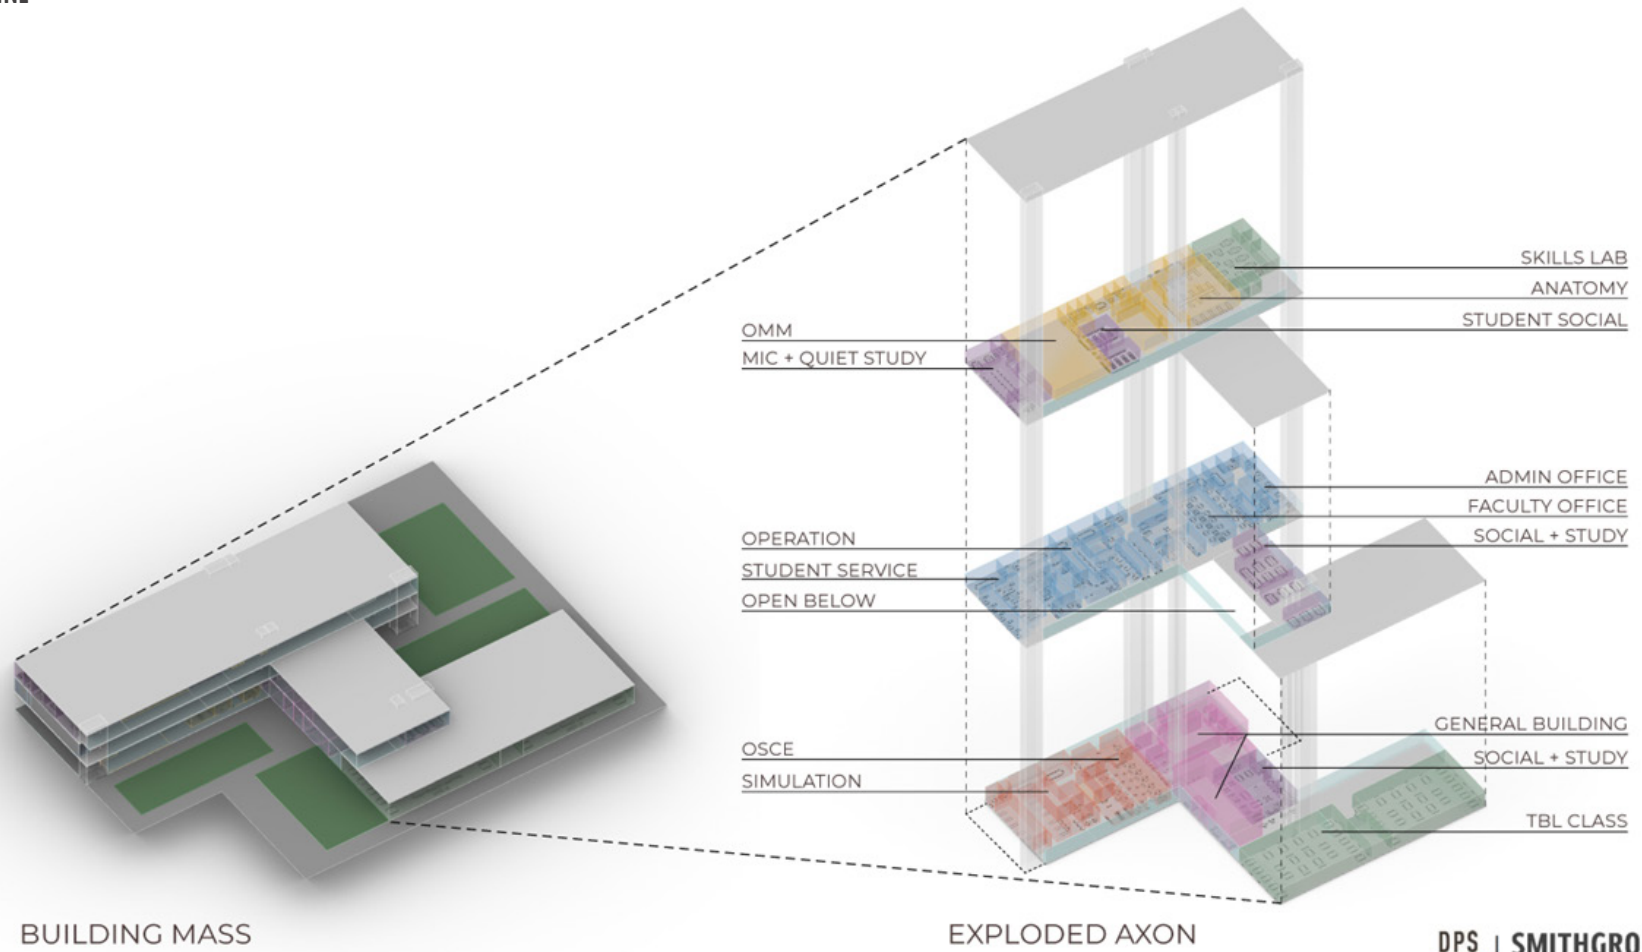 SKILLS LAB
ANATOMY
STUDENT SOCIAL
OMM
MIC + QUIET STUDY
ADMIN OFFICE
FACULTY OFFICE
SOCIAL + STUDY
OPERATION
STUDENT SERVICE
OPEN BELOW
GENERAL BUILDING
SOCIAL + STUDY
TBL CLASS
OSCE
SIMULATION
BUILDING MASS
EXPLODED AXON
DPS | SMITHGRO